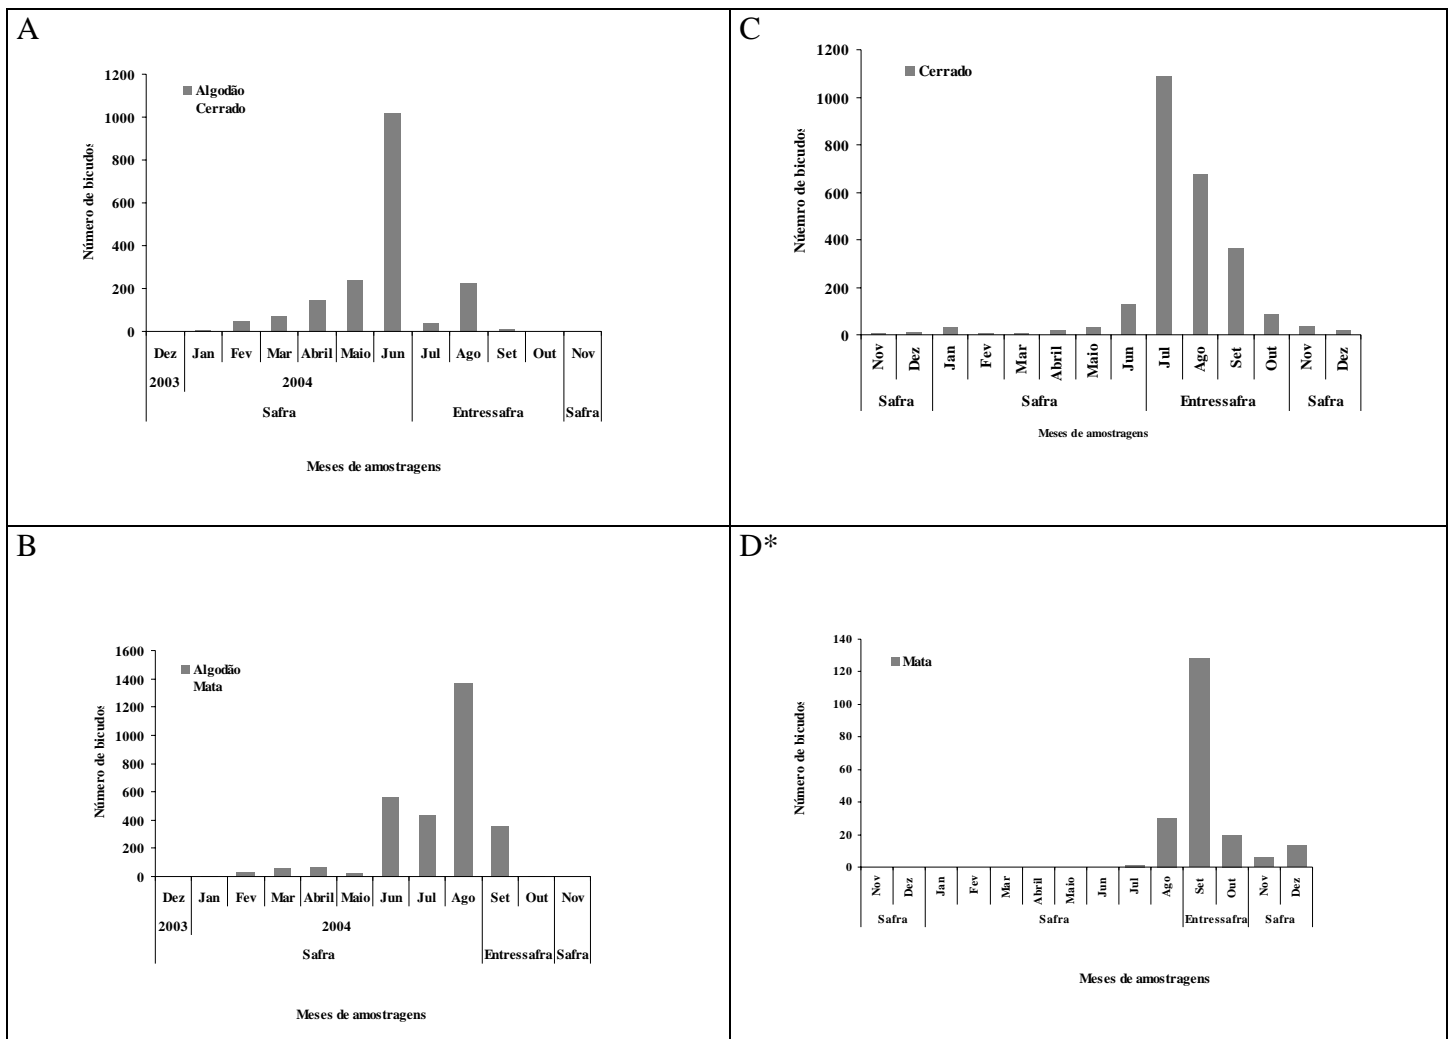 A
1200
1000
800
600
400
200
0
Número de bicudos
Algodão
Cerrado
Dez Jan Fev Mar Abril Maio Jun Jul Ago Set Out Nov
2003 2004
Safra Entressafra Safra
Meses de amostragens
C
1200
1000
800
600
400
200
0
Núemro de bicudos
Cerrado
Nov Dez Jan Fev Mar Abril Maio Jun Jul Ago Set Out Nov Dez
Safra Safra Entressafra Safra
Meses de amostragens
B
1600
1400
1200
1000
800
600
400
200
0
Número de bicudos
Algodão
Mata
Dez Jan Fev Mar Abril Maio Jun Jul Ago Set Out Nov
2003 2004
Safra Entressafra Safra
Meses de amostragens
D*
140
120
100
80
60
40
20
0
Número de bicudos
Mata
Nov Dez Jan Fev Mar Abril Maio Jun Jul Ago Set Out Nov Dez
Safra Safra Entressafra Safra
Meses de amostragens